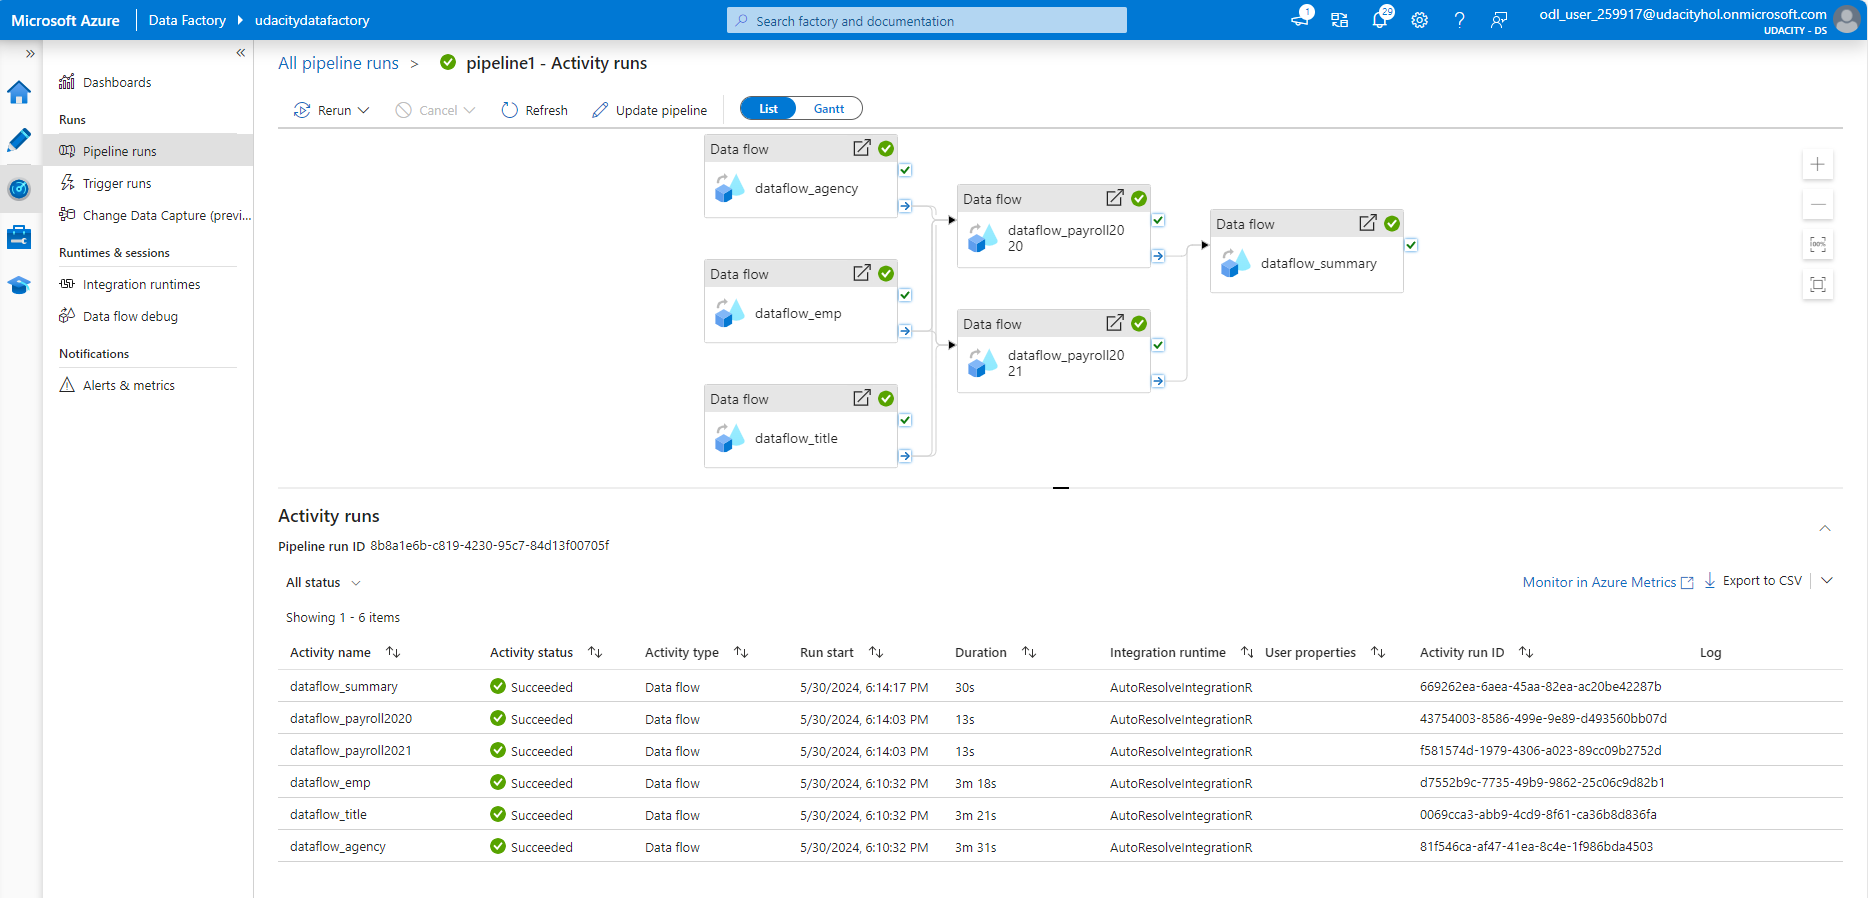 Microsoft Azure Data Factory udacitydatafactory Search factory and documentation 1 29 odl_user_259917@udacityhol.onmicrosoft.com
UDACITY - DS
» «
Dashboards
Runs
Pipeline runs
Trigger runs
Change Data Capture (previ...
Runtimes & sessions
Integration runtimes
Data flow debug
Notifications
Alerts & metrics
All pipeline runs > pipeline1 - Activity runs
Rerun Cancel Refresh Update pipeline List Gantt
Data flow
dataflow_agency
Data flow
dataflow_emp
Data flow
dataflow_title
Data flow
dataflow_payroll20
20
Data flow
dataflow_payroll20
21
Data flow
dataflow_summary
100%
Activity runs
Pipeline run ID 8b8a1e6b-c819-4230-95c7-84d13f00705f
All status Monitor in Azure Metrics Export to CSV
Showing 1 - 6 items
Activity name Activity status Activity type Run start Duration Integration runtime User properties Activity run ID Log
dataflow_summary Succeeded Data flow 5/30/2024, 6:14:17 PM 30s AutoResolveIntegrationR 669262ea-6aea-45aa-82ea-ac20be42287b
dataflow_payroll2020 Succeeded Data flow 5/30/2024, 6:14:03 PM 13s AutoResolveIntegrationR 43754003-8586-499e-9e89-d493560bb07d
dataflow_payroll2021 Succeeded Data flow 5/30/2024, 6:14:03 PM 13s AutoResolveIntegrationR f581574d-1979-4306-a023-89cc09b2752d
dataflow_emp Succeeded Data flow 5/30/2024, 6:10:32 PM 3m 18s AutoResolveIntegrationR d7552b9c-7735-49b9-9862-25c06c9d82b1
dataflow_title Succeeded Data flow 5/30/2024, 6:10:32 PM 3m 21s AutoResolveIntegrationR 0069cca3-abb9-4cd9-8f61-ca36b8d836fa
dataflow_agency Succeeded Data flow 5/30/2024, 6:10:32 PM 3m 31s AutoResolveIntegrationR 81f546ca-af47-41ea-8c4e-1f986bda4503